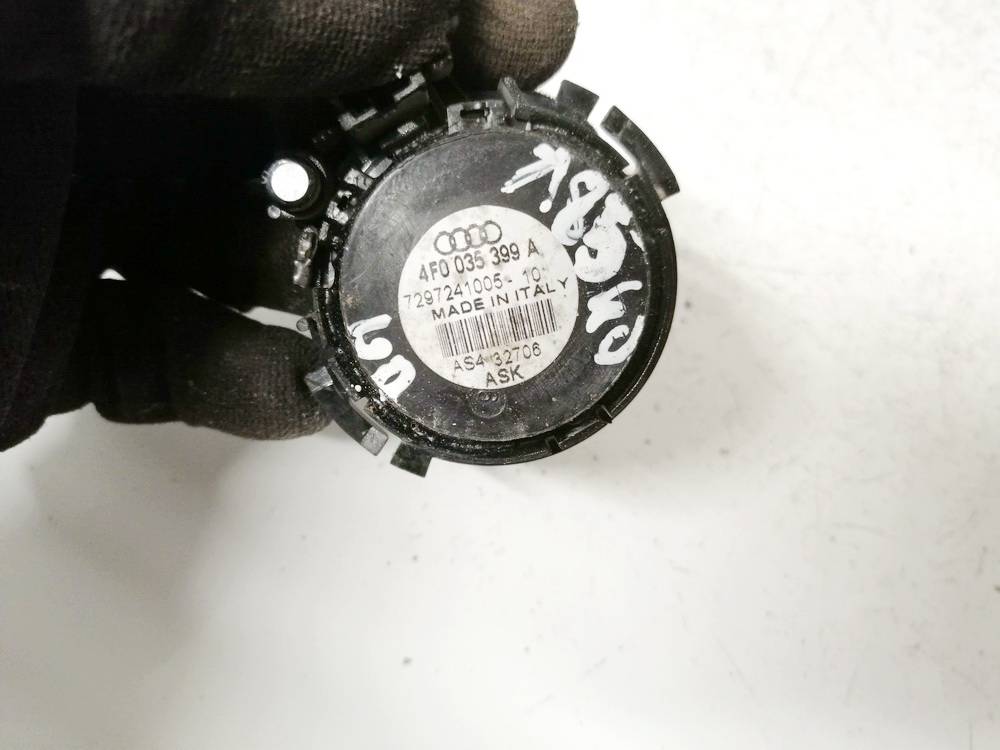 4F0 035 399 A
7297241005-10
MADE IN ITALY
AS4 32706
ASK